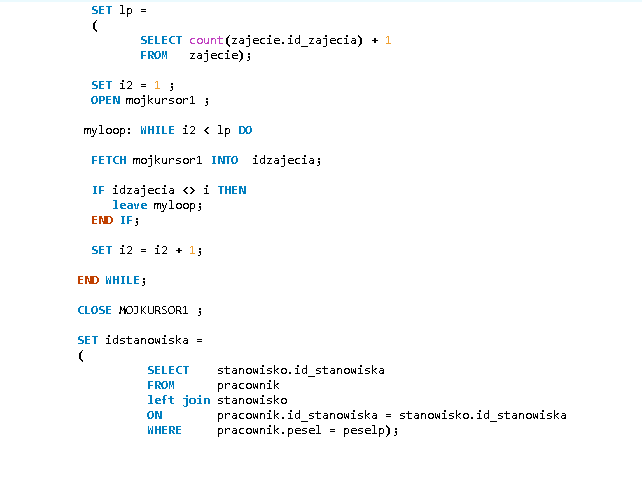 SET lp =
(
SELECT count(zajecie.id_zajecia) + 1
FROM zajecie);
SET i2 = 1 ;
OPEN mojkursor1 ;
myloop: WHILE i2 < lp DO
FETCH mojkursor1 INTO idzajecia;
IF idzajecia <> i THEN
leave myloop;
END IF;
SET i2 = i2 + 1;
END WHILE;
CLOSE MOJKURSOR1 ;
SET idstanowiska =
(
SELECT stanowisko.id_stanowiska
FROM pracownik
left join stanowisko
ON pracownik.id_stanowiska = stanowisko.id_stanowiska
WHERE pracownik.pesel = peselp);